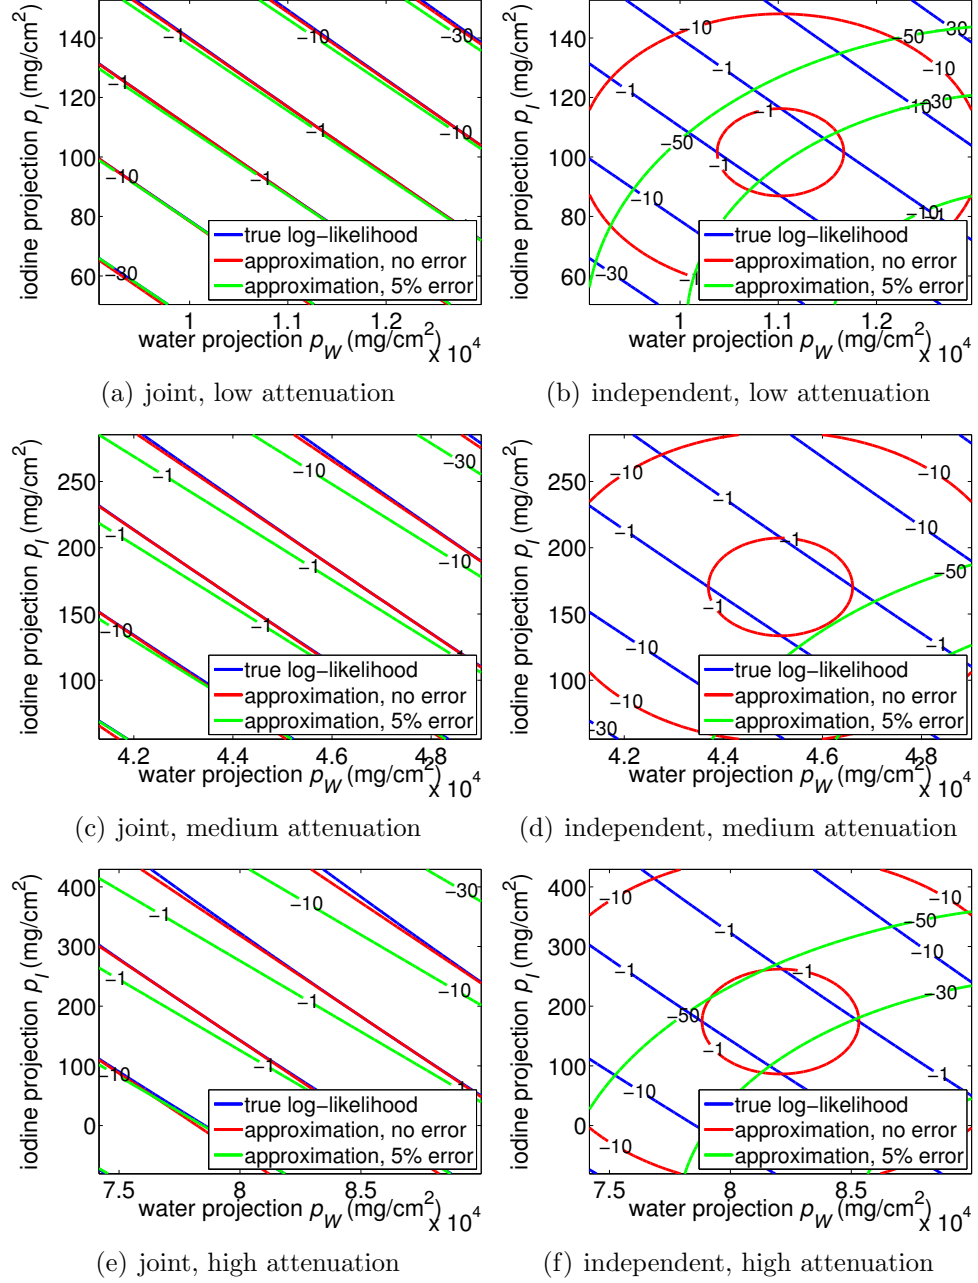 iodine projection p_I (mg/cm²)
140
120
100
80
60
−1
−10
−30
−1
−1
−10
−10
−1
−30
true log−likelihood
approximation, no error
approximation, 5% error
1
1.1
1.2
water projection p_W (mg/cm²)
x 10⁴
(a) joint, low attenuation
iodine projection p_I (mg/cm²)
140
120
100
80
60
−10
−30
−50
−1
−10
−1
−1
−10
−30
−50
−1
−10
−10
−1
−30
−1
true log−likelihood
approximation, no error
approximation, 5% error
1
1.1
1.2
water projection p_W (mg/cm²)
x 10⁴
(b) independent, low attenuation
iodine projection p_I (mg/cm²)
250
200
150
100
−1
−10
−30
−1
−1
−10
−1
−10
true log−likelihood
approximation, no error
approximation, 5% error
4.2
4.4
4.6
4.8
water projection p_W (mg/cm²)
x 10⁴
(c) joint, medium attenuation
iodine projection p_I (mg/cm²)
250
200
150
100
−10
−10
−1
−10
−1
−1
−50
−1
−10
−1
−10
−30
true log−likelihood
approximation, no error
approximation, 5% error
4.2
4.4
4.6
4.8
water projection p_W (mg/cm²)
x 10⁴
(d) independent, medium attenuation
iodine projection p_I (mg/cm²)
400
300
200
100
0
−30
−1
−10
−1
−10
−1
−10
−1
true log−likelihood
approximation, no error
approximation, 5% error
7.5
8
8.5
water projection p_W (mg/cm²)
x 10⁴
(e) joint, high attenuation
iodine projection p_I (mg/cm²)
400
300
200
100
0
−10
−10
−50
−1
−10
−1
−1
−30
−50
−1
−10
−1
−10
true log−likelihood
approximation, no error
approximation, 5% error
7.5
8
8.5
water projection p_W (mg/cm²)
x 10⁴
(f) independent, high attenuation